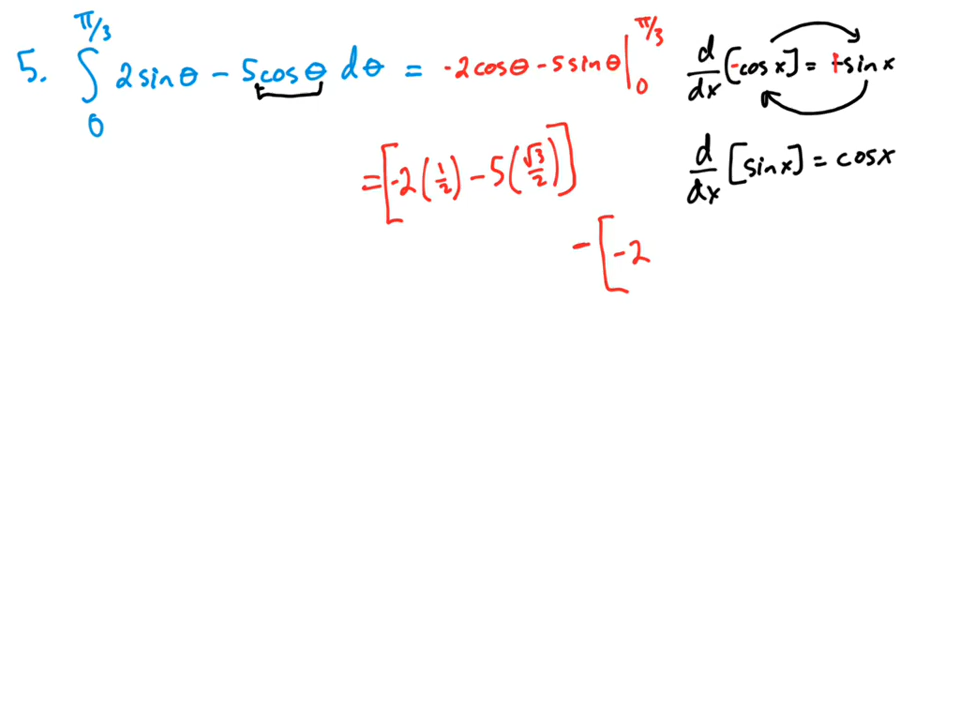 5. ∫₀^{π/3} 2sinθ − 5cosθ dθ = -2cosθ − 5sinθ |₀^{π/3}
= [-2(1/2) − 5(√3/2)]
− [-2
d/dx [-cos x] = +sin x
d/dx [sin x] = cos x